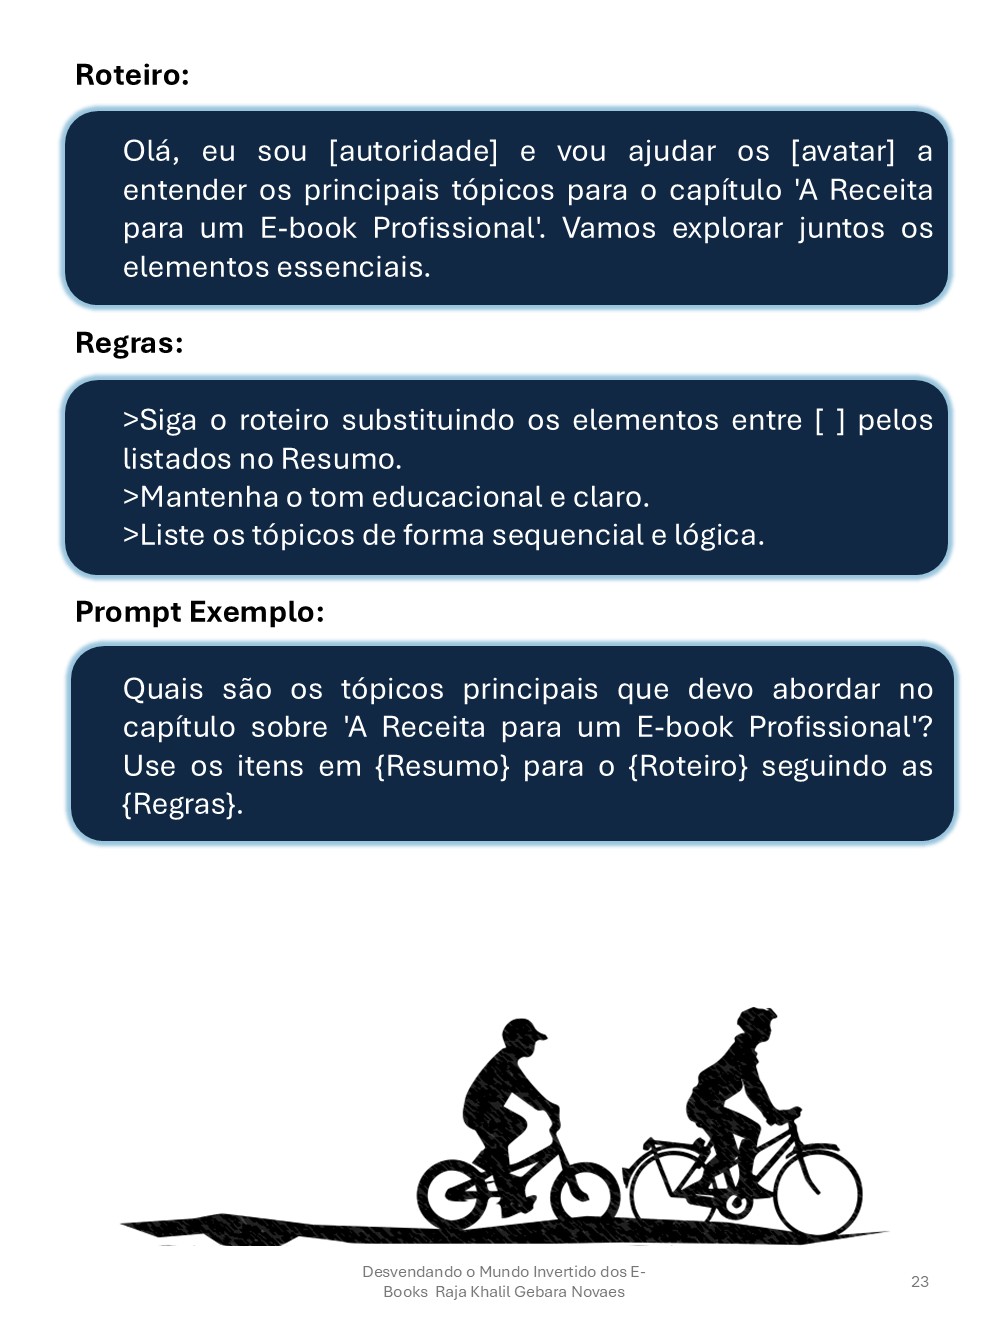 Roteiro:
Olá, eu sou [autoridade] e vou ajudar os [avatar] a
entender os principais tópicos para o capítulo 'A Receita
para um E-book Profissional'. Vamos explorar juntos os
elementos essenciais.
Regras:
>Siga o roteiro substituindo os elementos entre [ ] pelos
listados no Resumo.
>Mantenha o tom educacional e claro.
>Liste os tópicos de forma sequencial e lógica.
Prompt Exemplo:
Quais são os tópicos principais que devo abordar no
capítulo sobre 'A Receita para um E-book Profissional'?
Use os itens em {Resumo} para o {Roteiro} seguindo as
{Regras}.
Desvendando o Mundo Invertido dos E-
Books  Raja Khalil Gebara Novaes
23